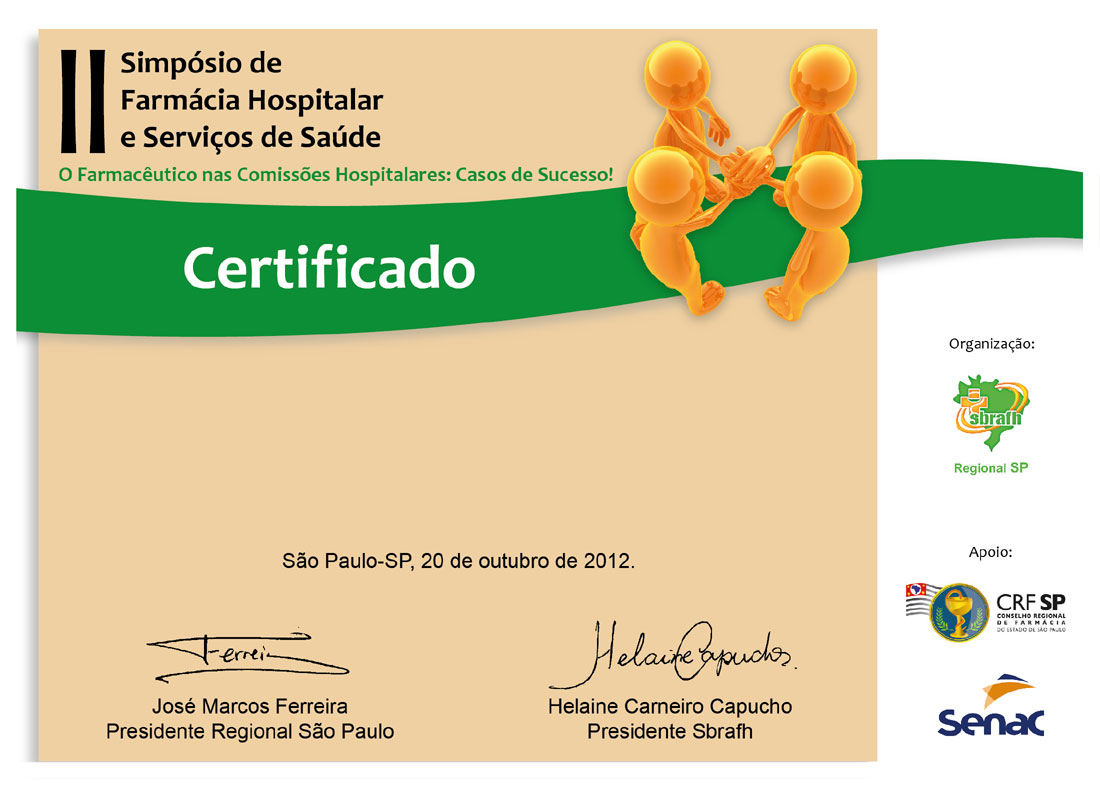 II
Simpósio de
Farmácia Hospitalar
e Serviços de Saúde
O Farmacêutico nas Comissões Hospitalares: Casos de Sucesso!
Certificado
Organização:
sbrafh
Regional SP
São Paulo-SP, 20 de outubro de 2012.
Apoio:
CRF SP
CONSELHO REGIONAL
DE FARMÁCIA
DO ESTADO DE SÃO PAULO
Ferreira
Helaine Capucho.
José Marcos Ferreira
Presidente Regional São Paulo
Helaine Carneiro Capucho
Presidente Sbrafh
Senac